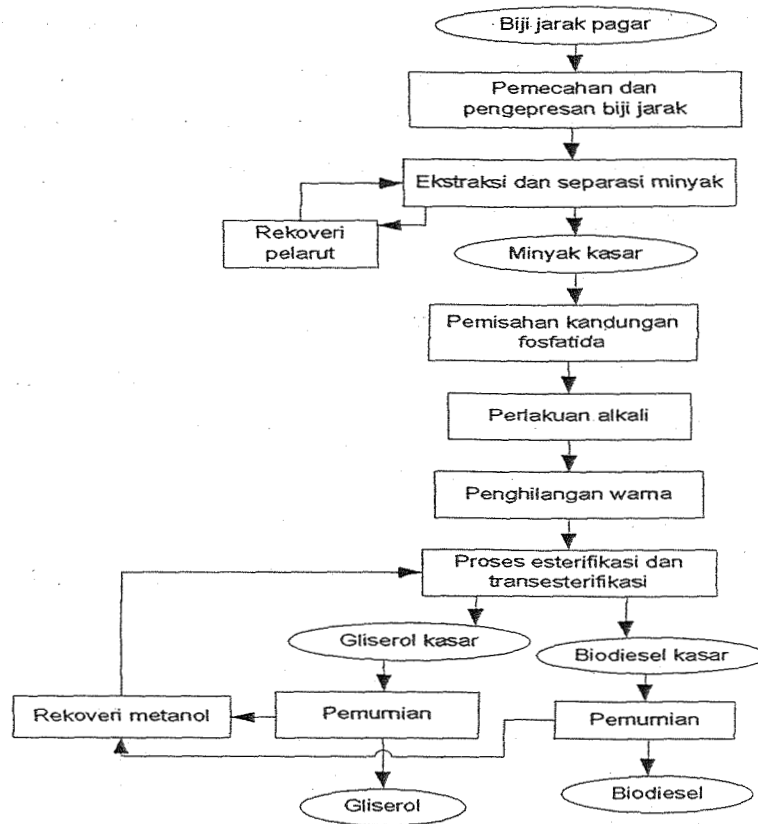 Biji jarak pagar
Pemecahan dan
pengepresan biji jarak
Ekstraksi dan separasi minyak
Rekoveri
pelarut
Minyak kasar
Pemisahan kandungan
fosfatida
Perlakuan alkali
Penghilangan warna
Proses esterifikasi dan
transesterifikasi
Gliserol kasar
Biodiesel kasar
Rekoveri metanol
Pemurnian
Pemurnian
Gliserol
Biodiesel